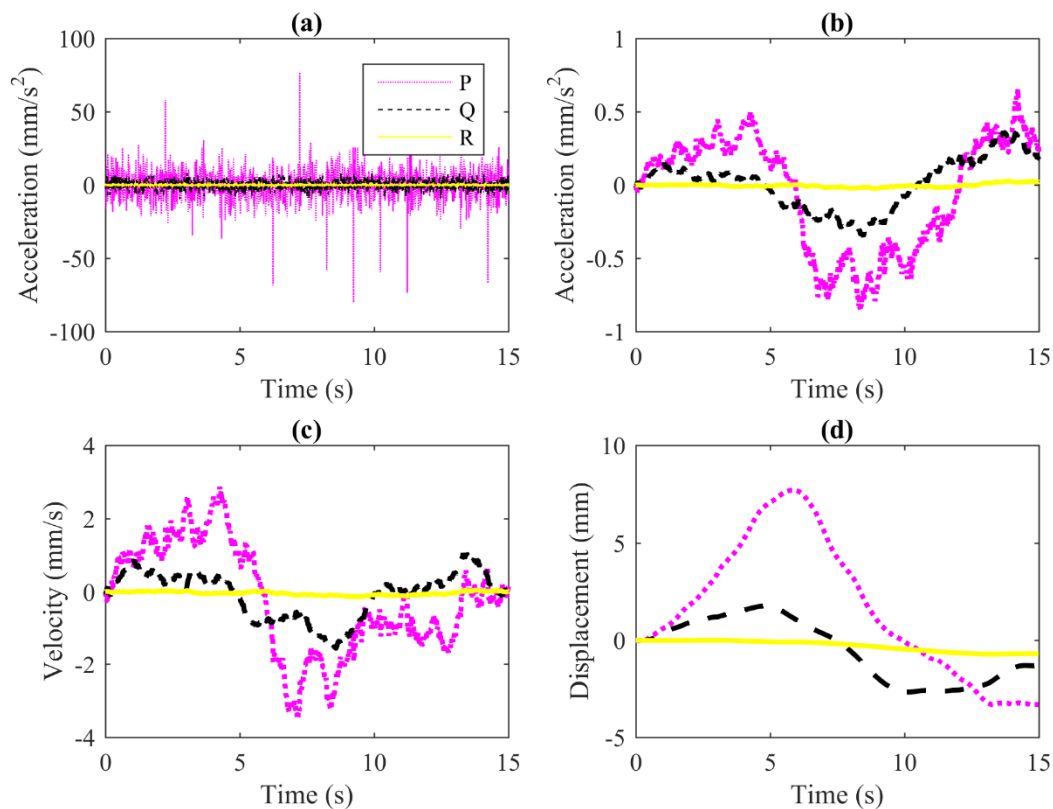 (a)
100
50
0
-50
-100
Acceleration (mm/s²)
P
Q
R
0 5 10 15
Time (s)
(b)
1
0.5
0
-0.5
-1
Acceleration (mm/s²)
0 5 10 15
Time (s)
(c)
4
2
0
-2
-4
Velocity (mm/s)
0 5 10 15
Time (s)
(d)
10
5
0
-5
Displacement (mm)
0 5 10 15
Time (s)